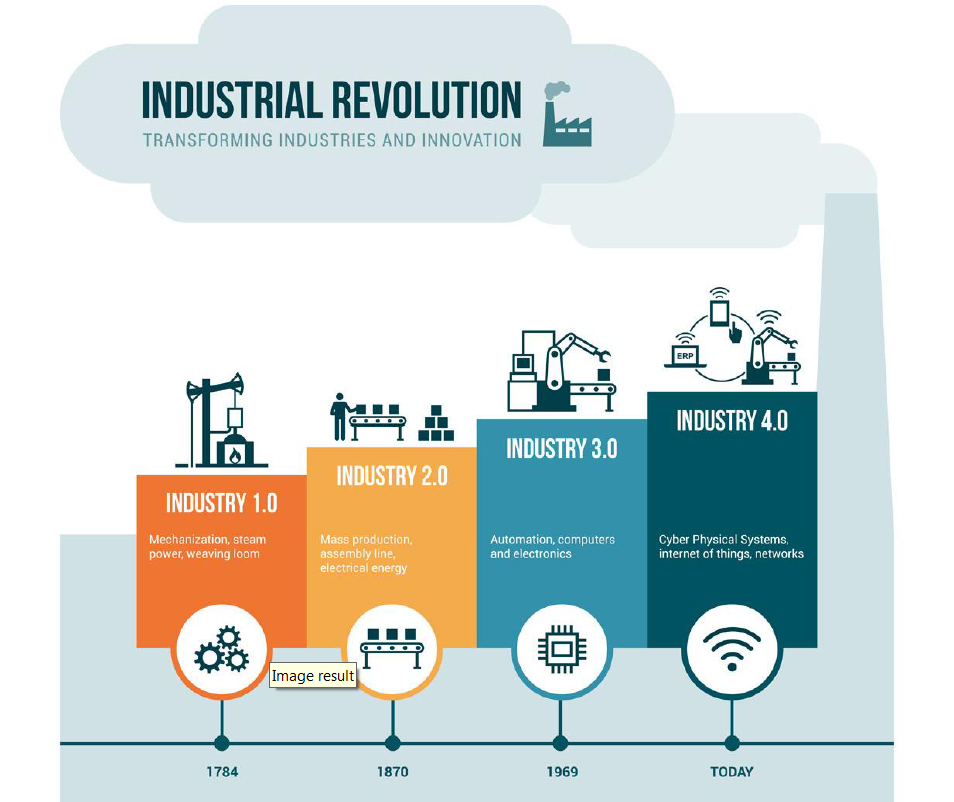 INDUSTRIAL REVOLUTION
TRANSFORMING INDUSTRIES AND INNOVATION
ERP
INDUSTRY 1.0
Mechanization, steam
power, weaving loom
INDUSTRY 2.0
Mass production,
assembly line,
electrical energy
INDUSTRY 3.0
Automation, computers
and electronics
INDUSTRY 4.0
Cyber Physical Systems,
internet of things, networks
Image result
1784
1870
1969
TODAY